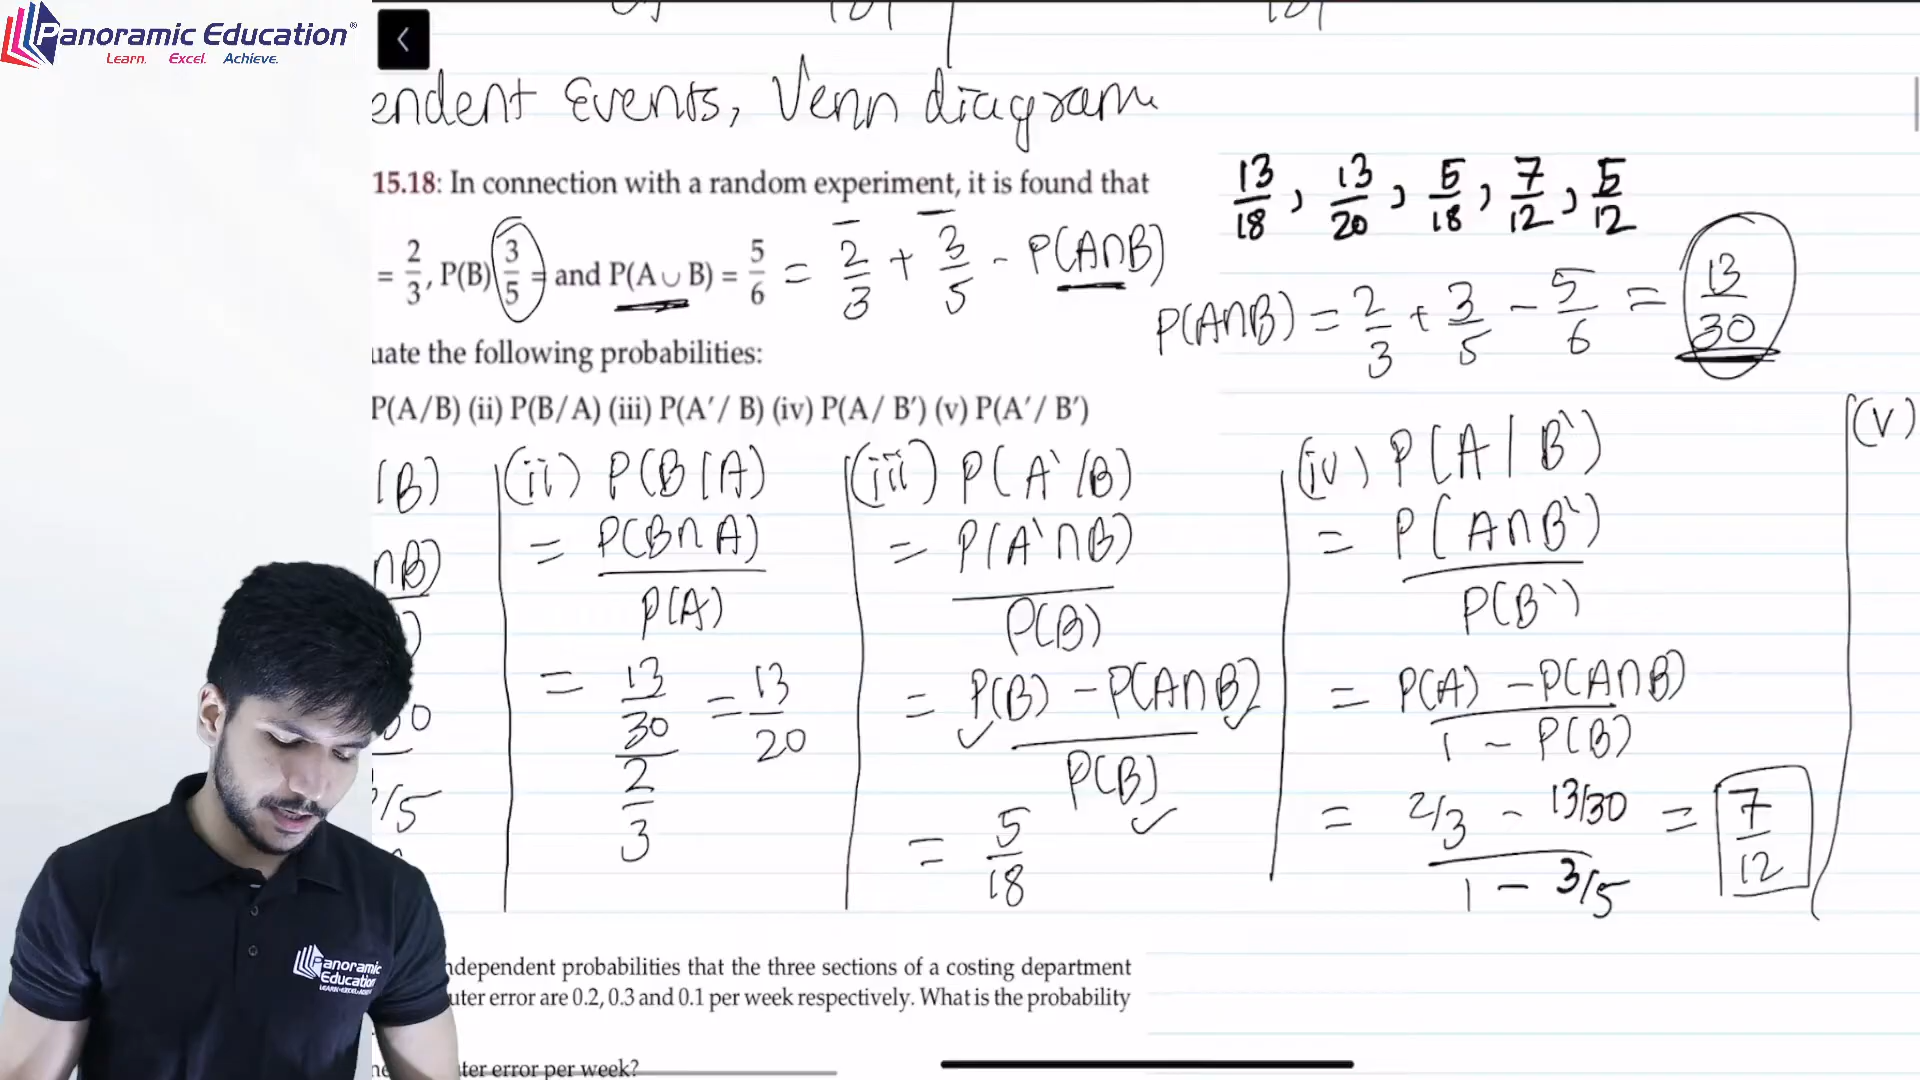 Panoramic Education®
Learn. Excel. Achieve.
endent Events, Venn diagram
15.18: In connection with a random experiment, it is found that
= 2/3, P(B) 3/5 = and P(A ∪ B) = 5/6 = 2/3 + 3/5 - P(A∩B)
13/18, 13/20, 5/18, 7/12, 5/12
P(A∩B) = 2/3 + 3/5 - 5/6 = 13/30
uate the following probabilities:
P(A/B) (ii) P(B/A) (iii) P(A′/ B) (iv) P(A/ B′) (v) P(A′/ B′)
/B)
∩B)
)
30
3/5
(ii) P(B/A)
= P(B∩A)
P(A)
= 13/30 = 13/20
2/3
(iii) P(A'/B)
= P(A'∩B)
P(B)
= P(B) - P(A∩B)
P(B)
= 5/18
(iv) P(A/B')
= P(A∩B')
P(B')
= P(A) - P(A∩B)
1 - P(B)
= 2/3 - 13/30 = 7/12
1 - 3/5
(v)
ndependent probabilities that the three sections of a costing department
uter error are 0.2, 0.3 and 0.1 per week respectively. What is the probability
ter error per week?
Panoramic
Education